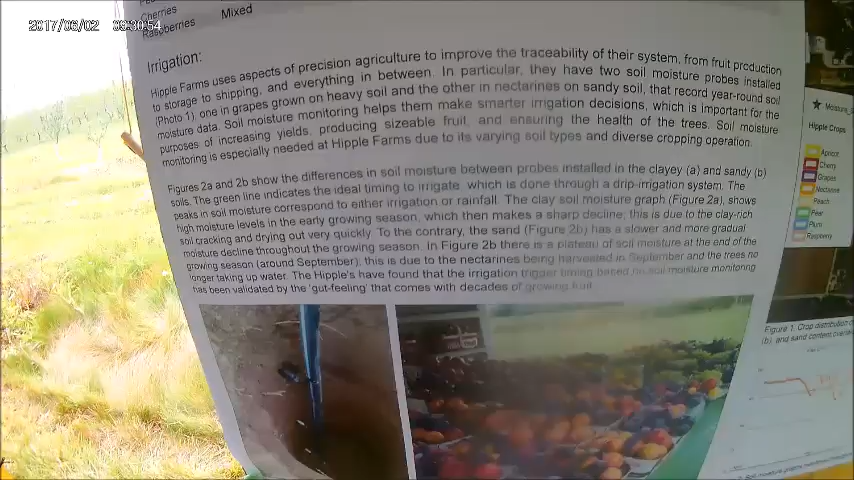 2017/06/02 09:30:54
Cherries
Raspberries Mixed
Irrigation:
Hipple Farms uses aspects of precision agriculture to improve the traceability of their system, from fruit production
to storage to shipping, and everything in between. In particular, they have two soil moisture probes installed
(Photo 1), one in grapes grown on heavy soil and the other in nectarines on sandy soil, that record year-round soil
moisture data. Soil moisture monitoring helps them make smarter irrigation decisions, which is important for the
purposes of increasing yields, producing sizeable fruit, and ensuring the health of the trees. Soil moisture
monitoring is especially needed at Hipple Farms due to its varying soil types and diverse cropping operation.
Figures 2a and 2b show the differences in soil moisture between probes installed in the clayey (a) and sandy (b)
soils. The green line indicates the ideal timing to irrigate, which is done through a drip-irrigation system. The
peaks in soil moisture correspond to either irrigation or rainfall. The clay soil moisture graph (Figure 2a), shows
high moisture levels in the early growing season, which then makes a sharp decline; this is due to the clay-rich
soil cracking and drying out very quickly. To the contrary, the sand (Figure 2b) has a slower and more gradual
moisture decline throughout the growing season. In Figure 2b there is a plateau of soil moisture at the end of the
growing season (around September); this is due to the nectarines being harvested in September and the trees no
longer taking up water. The Hipple's have found that the irrigation trigger timing based on soil moisture monitoring
has been validated by the 'gut-feeling' that comes with decades of growing fruit.
Moisture
Hipple Crops
Apricot
Cherry
Grapes
Nectarine
Peach
Pear
Plum
Raspberry
Figure 1. Crop distribution
(b), and sand content